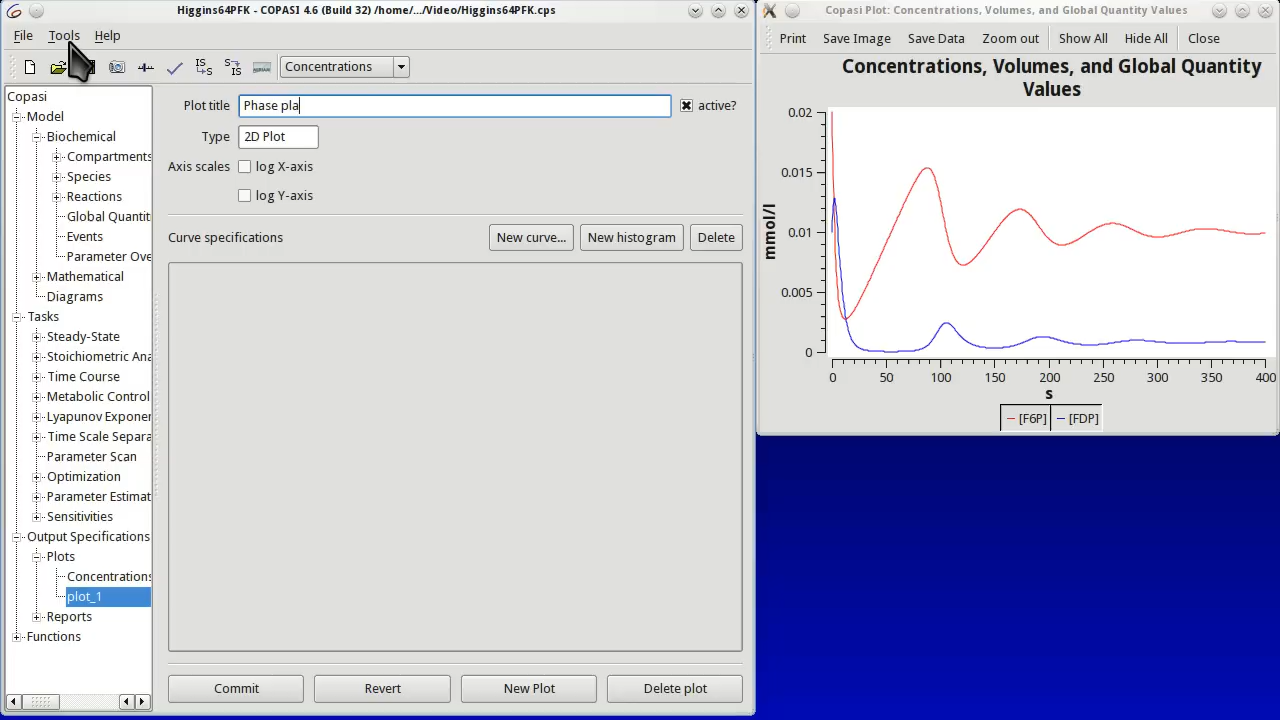 Higgins64PFK - COPASI 4.6 (Build 32) /home/.../Video/Higgins64PFK.cps
File Tools Help
Concentrations
Copasi
Model
Biochemical
Compartments
Species
Reactions
Global Quantit
Events
Parameter Ove
Mathematical
Diagrams
Tasks
Steady-State
Stoichiometric Ana
Time Course
Metabolic Control
Lyapunov Exponer
Time Scale Separa
Parameter Scan
Optimization
Parameter Estimat
Sensitivities
Output Specifications
Plots
Concentrations
plot_1
Reports
Functions
Plot title Phase pla active?
Type 2D Plot
Axis scales log X-axis
log Y-axis
Curve specifications New curve... New histogram Delete
Commit Revert New Plot Delete plot
Copasi Plot: Concentrations, Volumes, and Global Quantity Values
Print Save Image Save Data Zoom out Show All Hide All Close
Concentrations, Volumes, and Global Quantity
Values
mmol/l
0.02
0.015
0.01
0.005
0
0 50 100 150 200 250 300 350 400
s
[F6P] [FDP]